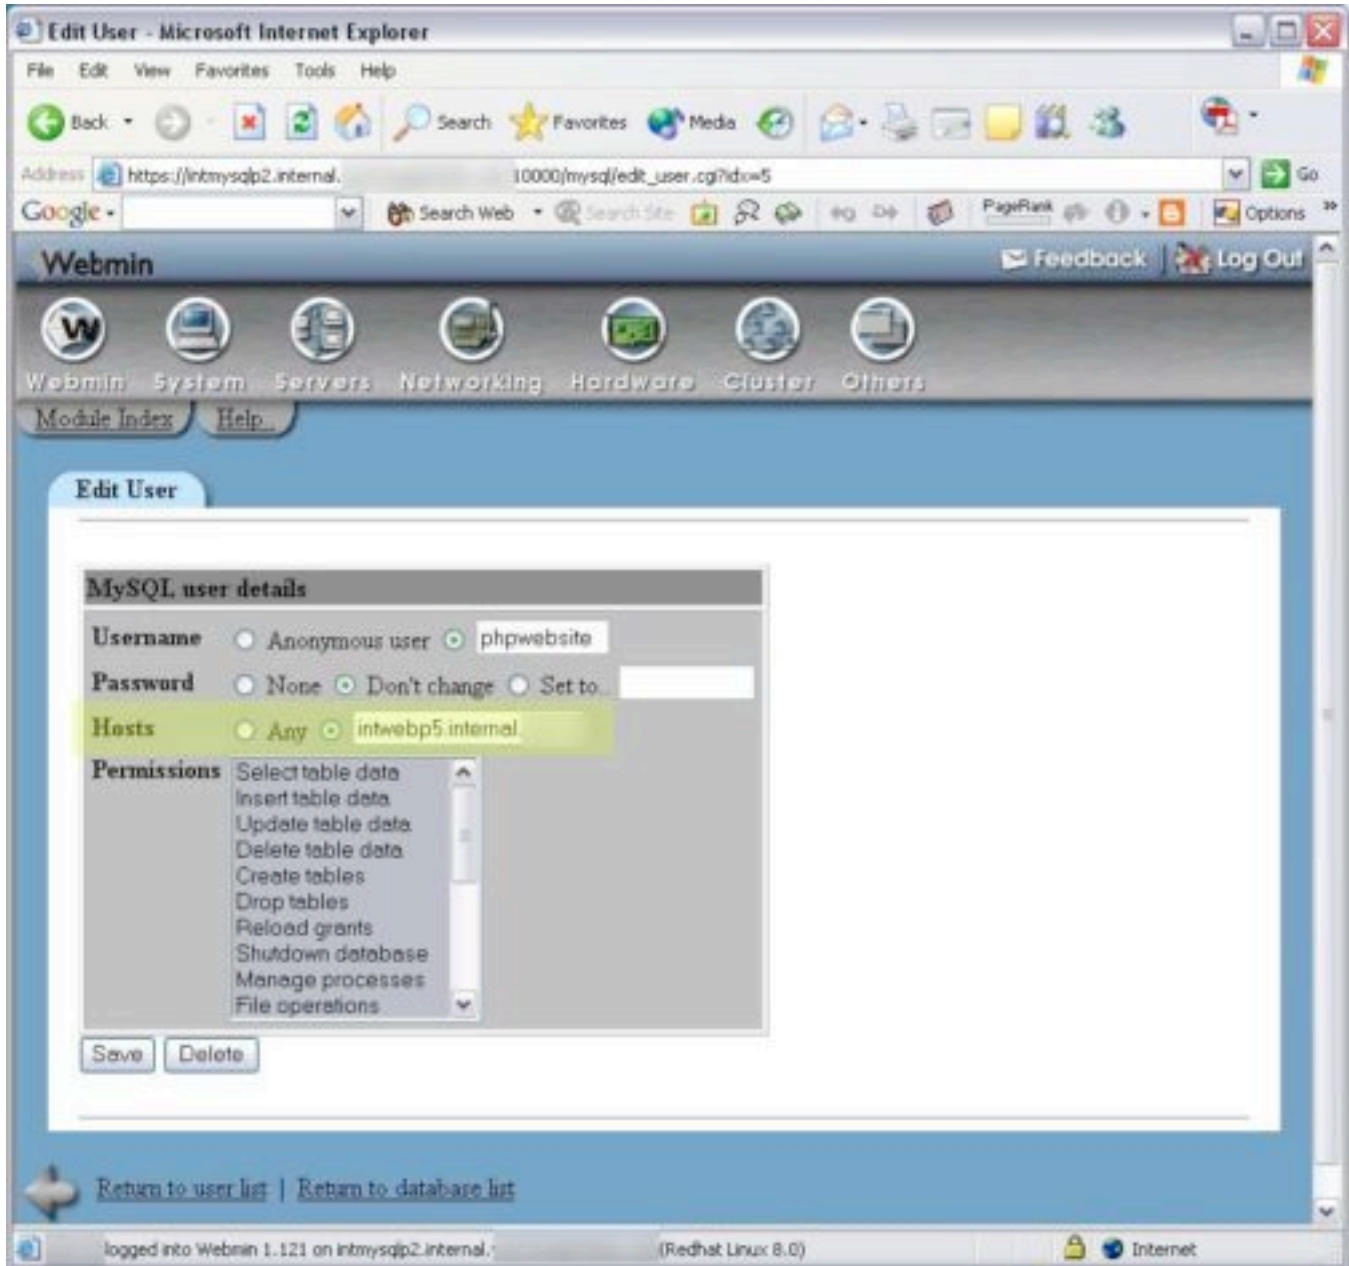 Edit User - Microsoft Internet Explorer
File Edit View Favorites Tools Help
Back Search Favorites Media
Address https://intmysqlp2.internal. 10000/mysql/edit_user.cgi?idx=5 Go
Google Search Web Search Site PageRank Options »
Webmin Feedback | Log Out
Webmin System Servers Networking Hardware Cluster Others
Module Index Help..
Edit User
MySQL user details
Username Anonymous user phpwebsite
Password None Don't change Set to..
Hosts Any intwebp5.internal.
Permissions Select table data
Insert table data
Update table data
Delete table data
Create tables
Drop tables
Reload grants
Shutdown database
Manage processes
File operations
Save Delete
Return to user list | Return to database list
logged into Webmin 1.121 on intmysqlp2.internal. (Redhat Linux 8.0) Internet